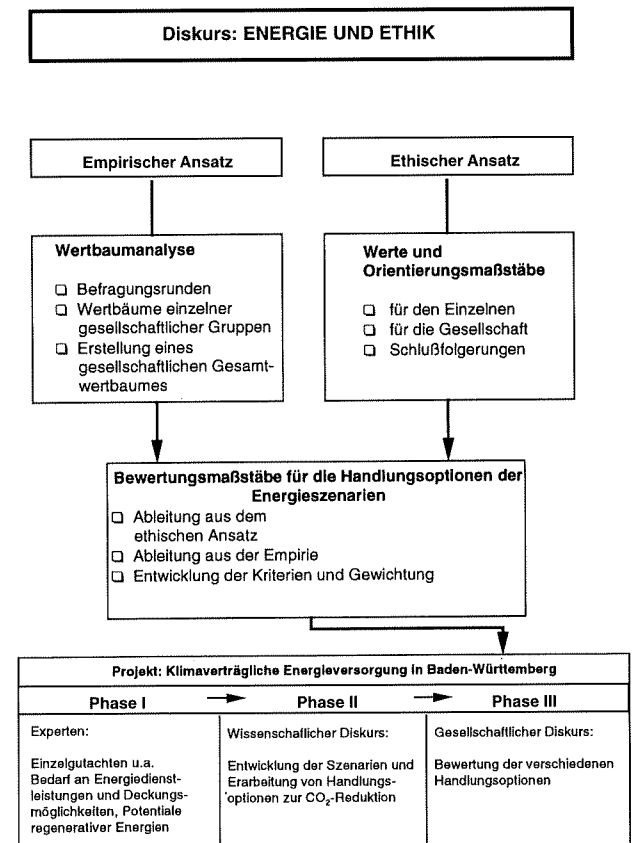 Diskurs: ENERGIE UND ETHIK
Empirischer Ansatz
Ethischer Ansatz
Wertbaumanalyse
❑ Befragungsrunden
❑ Wertbäume einzelner
gesellschaftlicher Gruppen
❑ Erstellung eines
gesellschaftlichen Gesamt-
wertbaumes
Werte und
Orientierungsmaßstäbe
❑ für den Einzelnen
❑ für die Gesellschaft
❑ Schlußfolgerungen
Bewertungsmaßstäbe für die Handlungsoptionen der
Energieszenarien
❑ Ableitung aus dem
ethischen Ansatz
❑ Ableitung aus der Empirie
❑ Entwicklung der Kriterien und Gewichtung
Projekt: Klimaverträgliche Energieversorgung in Baden-Württemberg
Phase I
Phase II
Phase III
Experten:
Einzelgutachten u.a.
Bedarf an Energiedienst-
leistungen und Deckungs-
möglichkeiten, Potentiale
regenerativer Energien
Wissenschaftlicher Diskurs:
Entwicklung der Szenarien und
Erarbeitung von Handlungs-
optionen zur CO₂-Reduktion
Gesellschaftlicher Diskurs:
Bewertung der verschiedenen
Handlungsoptionen